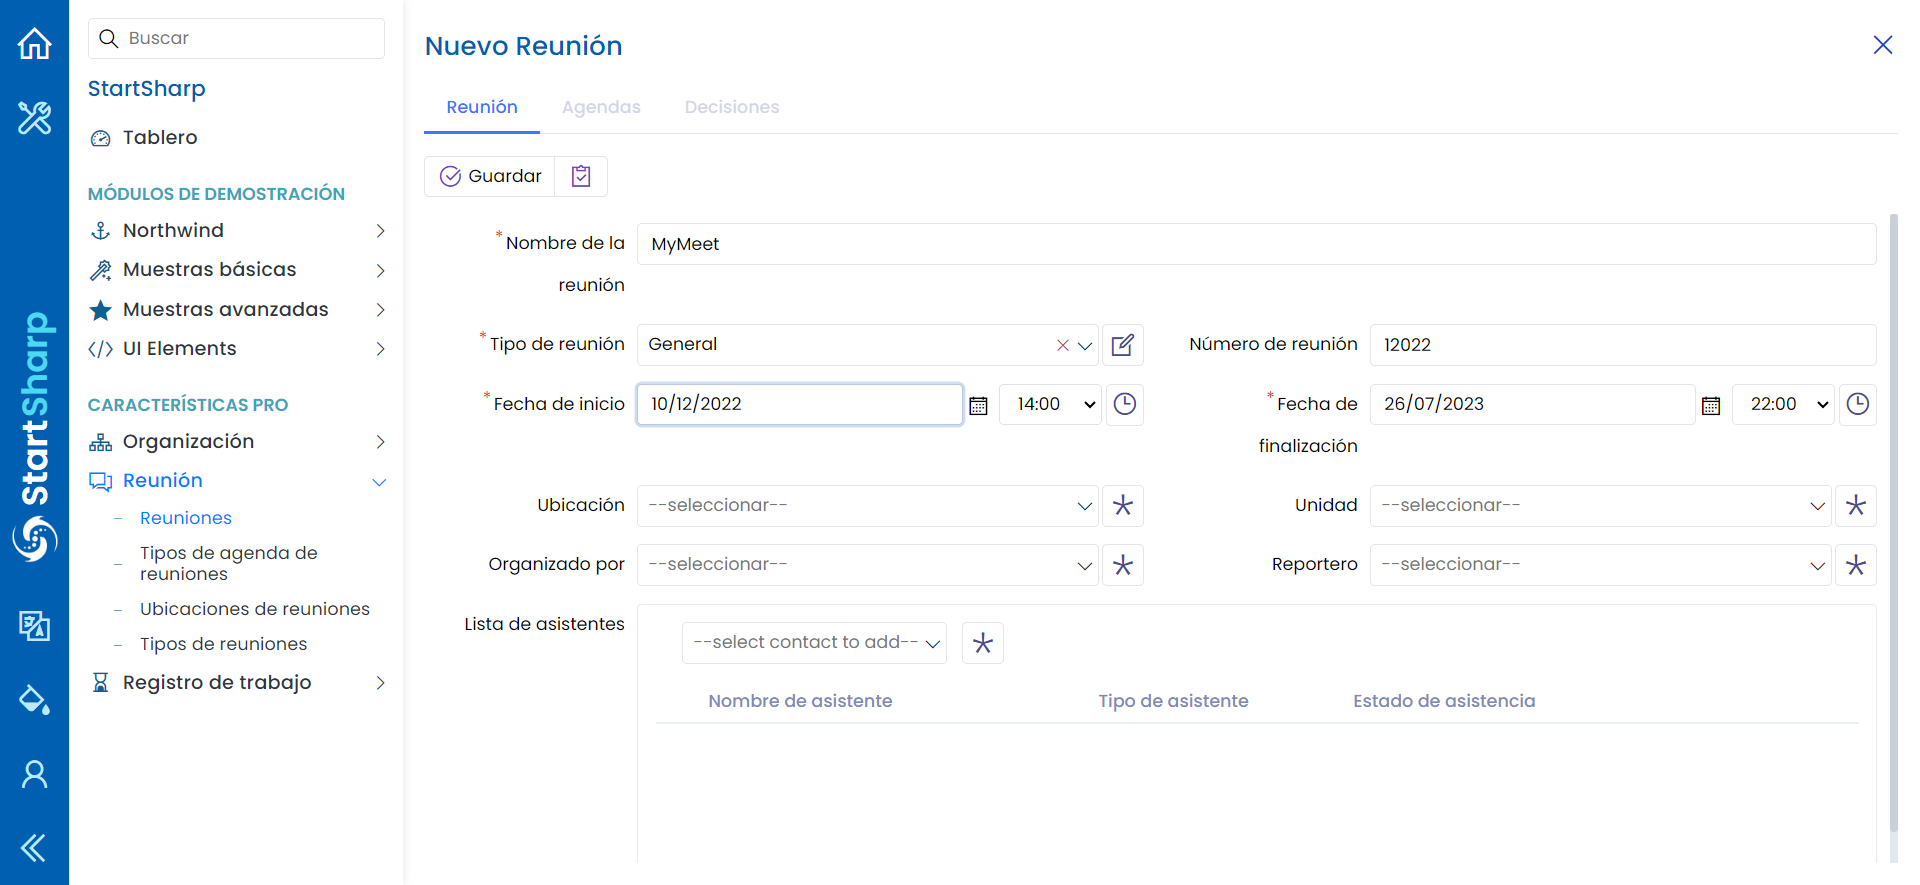 StartSharp
Buscar
StartSharp
Tablero
MÓDULOS DE DEMOSTRACIÓN
Northwind
Muestras básicas
Muestras avanzadas
UI Elements
CARACTERÍSTICAS PRO
Organización
Reunión
Reuniones
Tipos de agenda de
reuniones
Ubicaciones de reuniones
Tipos de reuniones
Registro de trabajo
Nuevo Reunión
Reunión Agendas Decisiones
Guardar
*Nombre de la
reunión
MyMeet
*Tipo de reunión General
Número de reunión 12022
*Fecha de inicio 10/12/2022 14:00
*Fecha de
finalización
26/07/2023 22:00
Ubicación --seleccionar--
Unidad --seleccionar--
Organizado por --seleccionar--
Reportero --seleccionar--
Lista de asistentes
--select contact to add--
Nombre de asistente Tipo de asistente Estado de asistencia